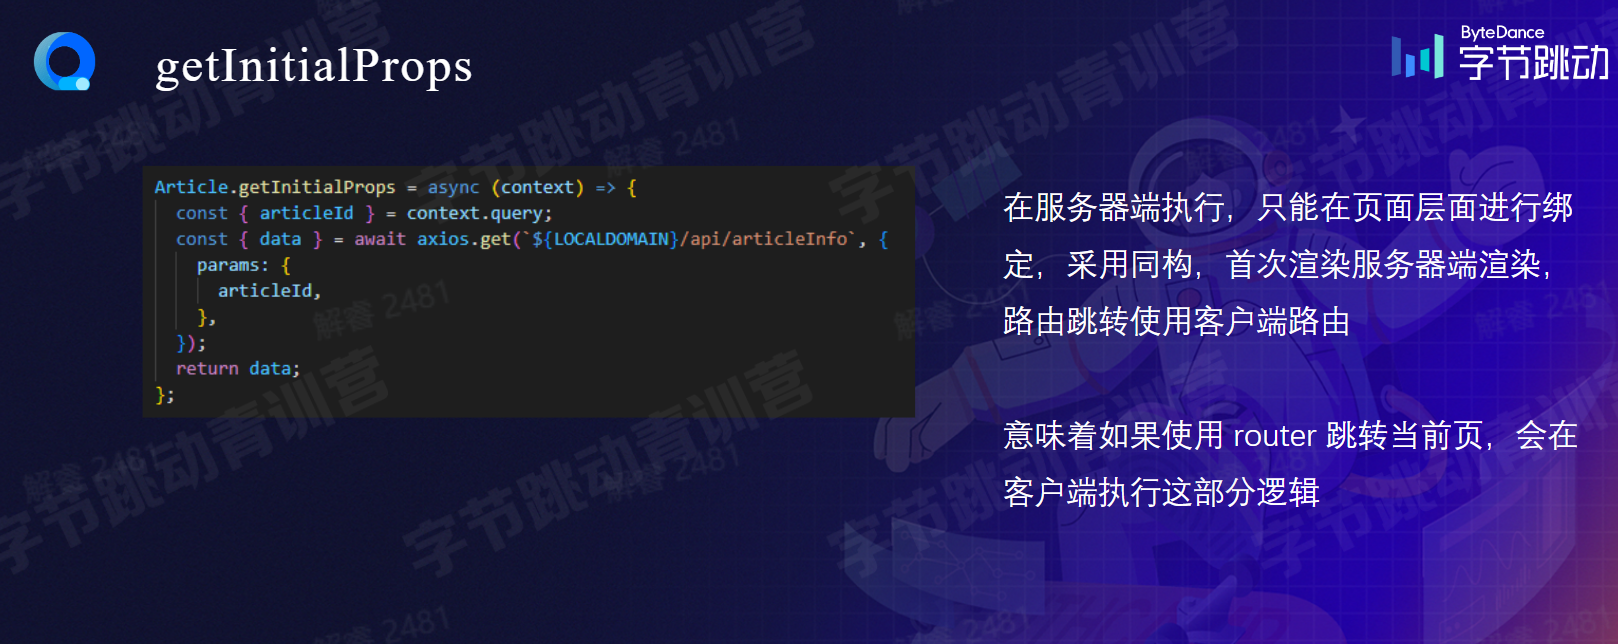 getInitialProps
ByteDance
字节跳动
Article.getInitialProps = async (context) => {
const { articleId } = context.query;
const { data } = await axios.get(`${LOCALDOMAIN}/api/articleInfo`, {
params: {
articleId,
},
});
return data;
};
在服务器端执行，只能在页面层面进行绑
定，采用同构，首次渲染服务器端渲染，
路由跳转使用客户端路由
意味着如果使用 router 跳转当前页，会在
客户端执行这部分逻辑
字节跳动青训营
解睿 2481